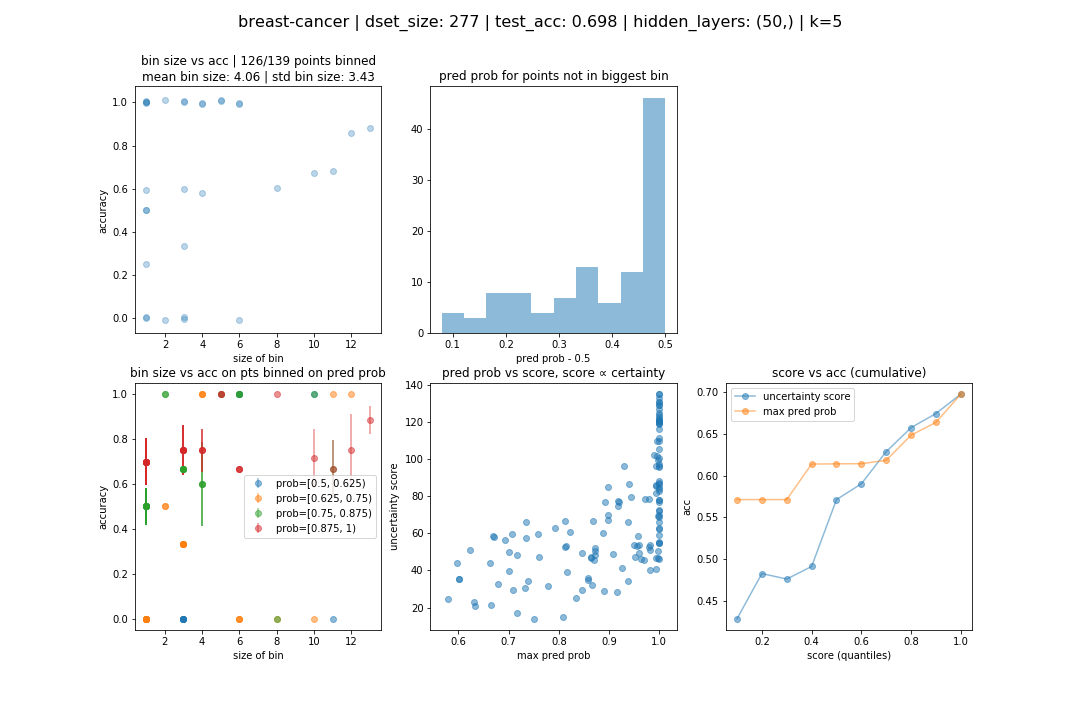 breast-cancer | dset_size: 277 | test_acc: 0.698 | hidden_layers: (50,) | k=5
bin size vs acc | 126/139 points binned
mean bin size: 4.06 | std bin size: 3.43
accuracy
1.0
0.8
0.6
0.4
0.2
0.0
2 4 6 8 10 12
size of bin
pred prob for points not in biggest bin
40
30
20
10
0
0.1 0.2 0.3 0.4 0.5
pred prob - 0.5
bin size vs acc on pts binned on pred prob
accuracy
1.0
0.8
0.6
0.4
0.2
0.0
prob=[0.5, 0.625)
prob=[0.625, 0.75)
prob=[0.75, 0.875)
prob=[0.875, 1)
2 4 6 8 10 12
size of bin
pred prob vs score, score ∝ certainty
uncertainty score
140
120
100
80
60
40
20
0.6 0.7 0.8 0.9 1.0
max pred prob
score vs acc (cumulative)
acc
0.70
0.65
0.60
0.55
0.50
0.45
uncertainty score
max pred prob
0.2 0.4 0.6 0.8 1.0
score (quantiles)